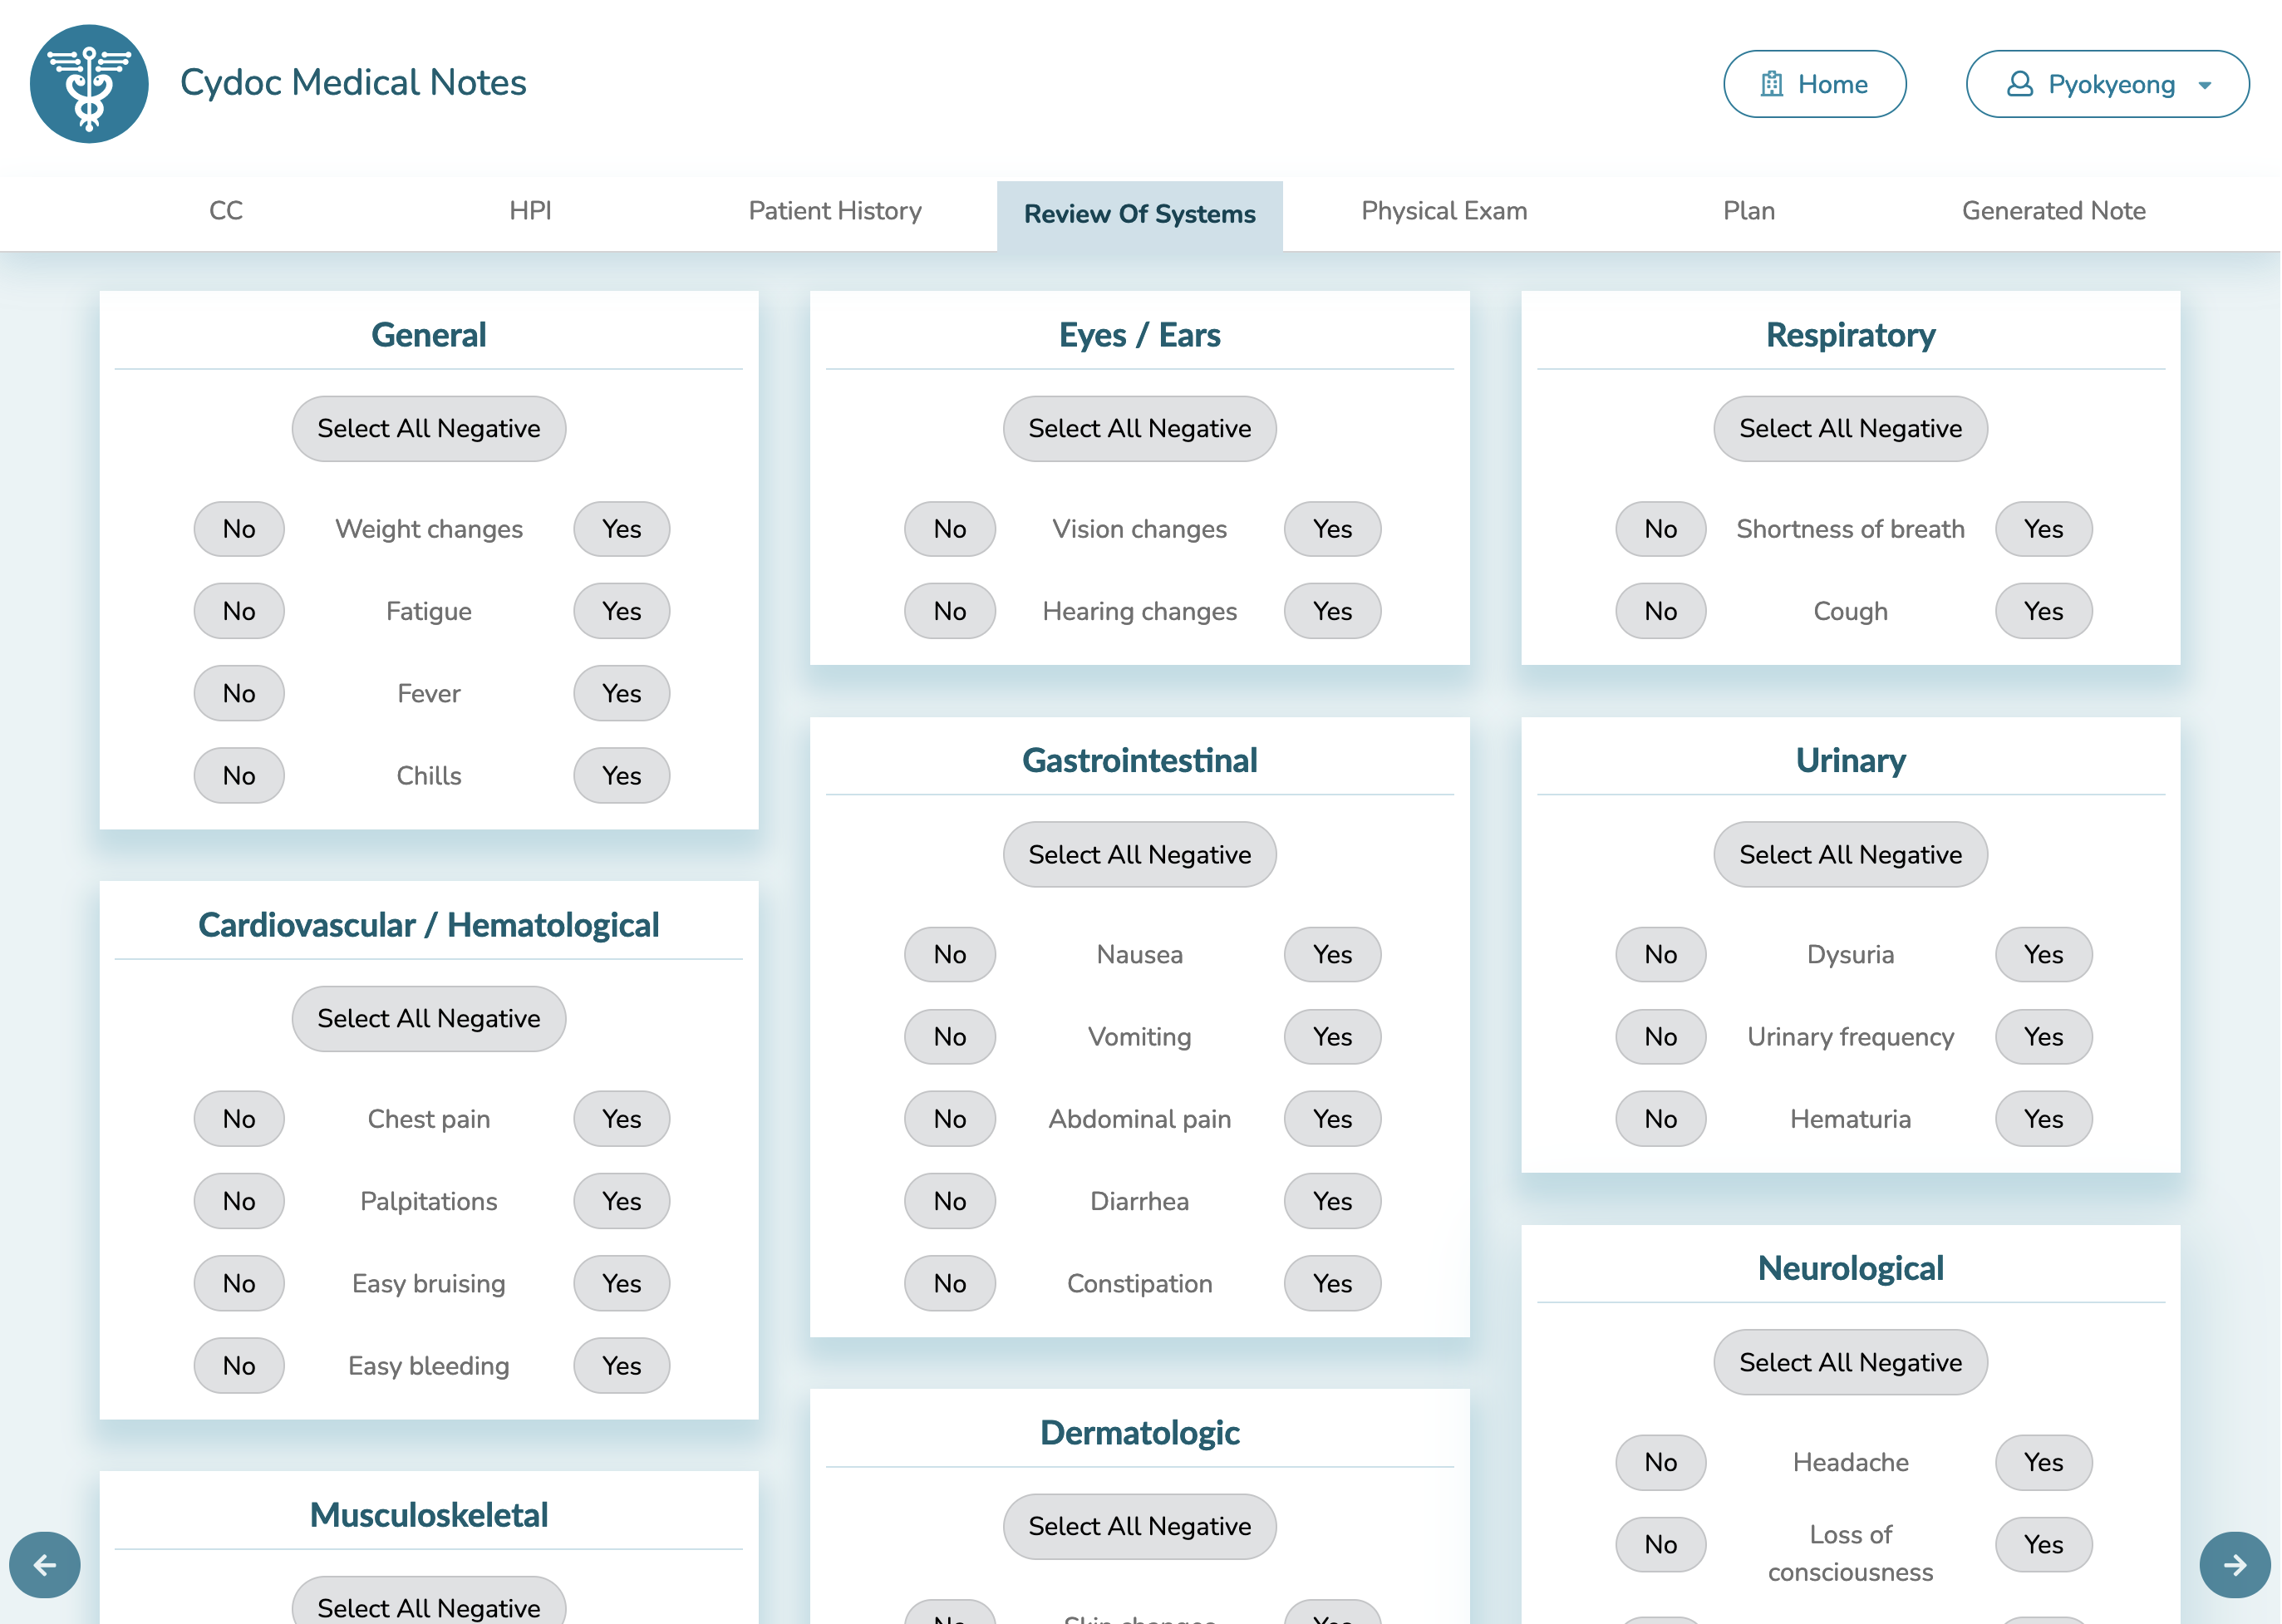 Cydoc Medical Notes
Home
Pyokyeong
CC
HPI
Patient History
Review Of Systems
Physical Exam
Plan
Generated Note
General
Select All Negative
No Weight changes Yes
No Fatigue Yes
No Fever Yes
No Chills Yes
Cardiovascular / Hematological
Select All Negative
No Chest pain Yes
No Palpitations Yes
No Easy bruising Yes
No Easy bleeding Yes
Musculoskeletal
Select All Negative
Eyes / Ears
Select All Negative
No Vision changes Yes
No Hearing changes Yes
Gastrointestinal
Select All Negative
No Nausea Yes
No Vomiting Yes
No Abdominal pain Yes
No Diarrhea Yes
No Constipation Yes
Dermatologic
Select All Negative
No Skin changes Yes
Respiratory
Select All Negative
No Shortness of breath Yes
No Cough Yes
Urinary
Select All Negative
No Dysuria Yes
No Urinary frequency Yes
No Hematuria Yes
Neurological
Select All Negative
No Headache Yes
No Loss of consciousness Yes